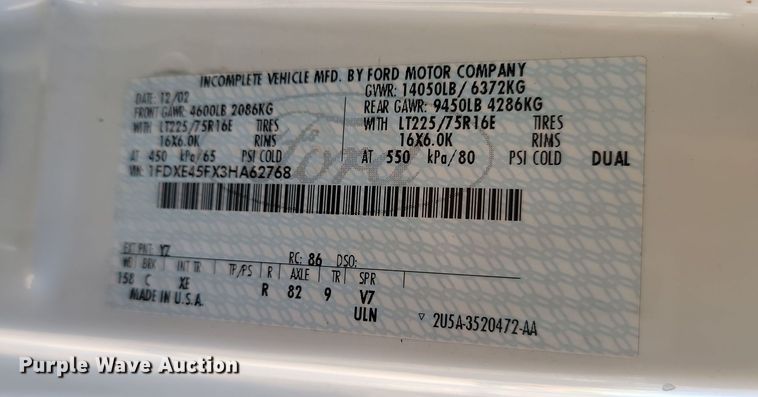 INCOMPLETE VEHICLE MFD. BY FORD MOTOR COMPANY
DATE: 12/02 GVWR: 14050LB/ 6372KG
FRONT GAWR: 4600LB 2086KG REAR GAWR: 9450LB 4286KG
WITH LT225/75R16E TIRES WITH LT225/75R16E TIRES
16X6.0K RIMS 16X6.0K RIMS
AT 450 kPa/65 PSI COLD AT 550 kPa/80 PSI COLD DUAL
VIN: 1FDXE45FX3HA62768
Ford
EXT PNT: YZ RC: 86 DSO:
WB BRK INT TR TP/PS R AXLE TR SPR
158 C XE R 82 9 V7
MADE IN U.S.A. ULN ▽ 2U5A-3520472-AA
Purple Wave Auction